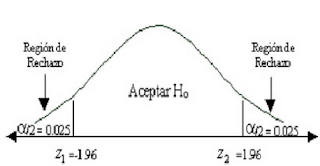 Región de
Rechazo
Región de
Rechazo
Aceptar H₀
α/2 = 0.025
α/2 = 0.025
Z₁ = -1.96
Z₂ = -1.96